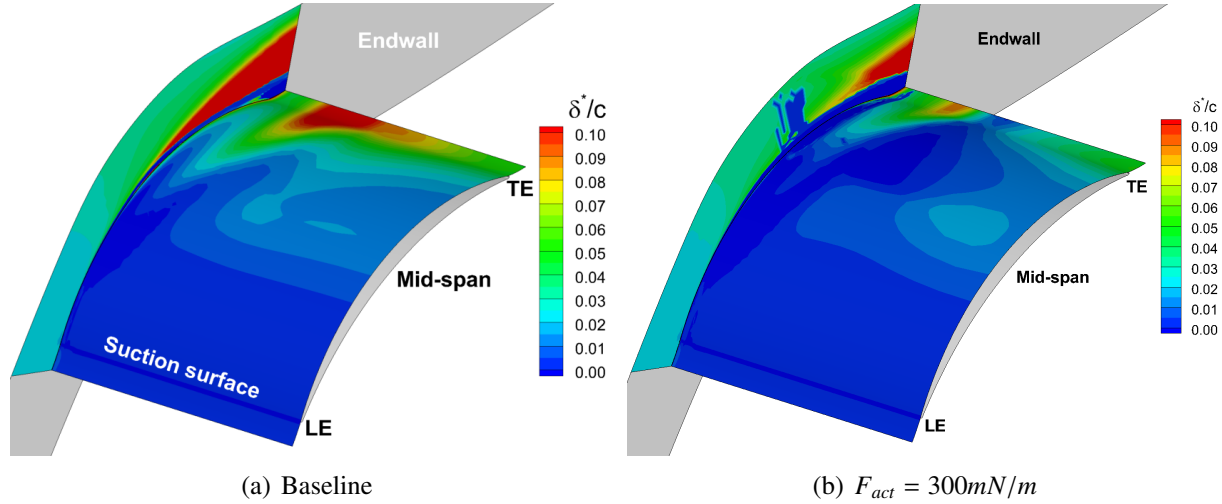 Endwall
δ*/c
0.10
0.09
0.08
0.07
0.06
0.05
0.04
0.03
0.02
0.01
0.00
TE
Mid-span
Suction surface
LE
(a) Baseline
Endwall
δ*/c
0.10
0.09
0.08
0.07
0.06
0.05
0.04
0.03
0.02
0.01
0.00
TE
Mid-span
LE
(b) F_act = 300mN/m